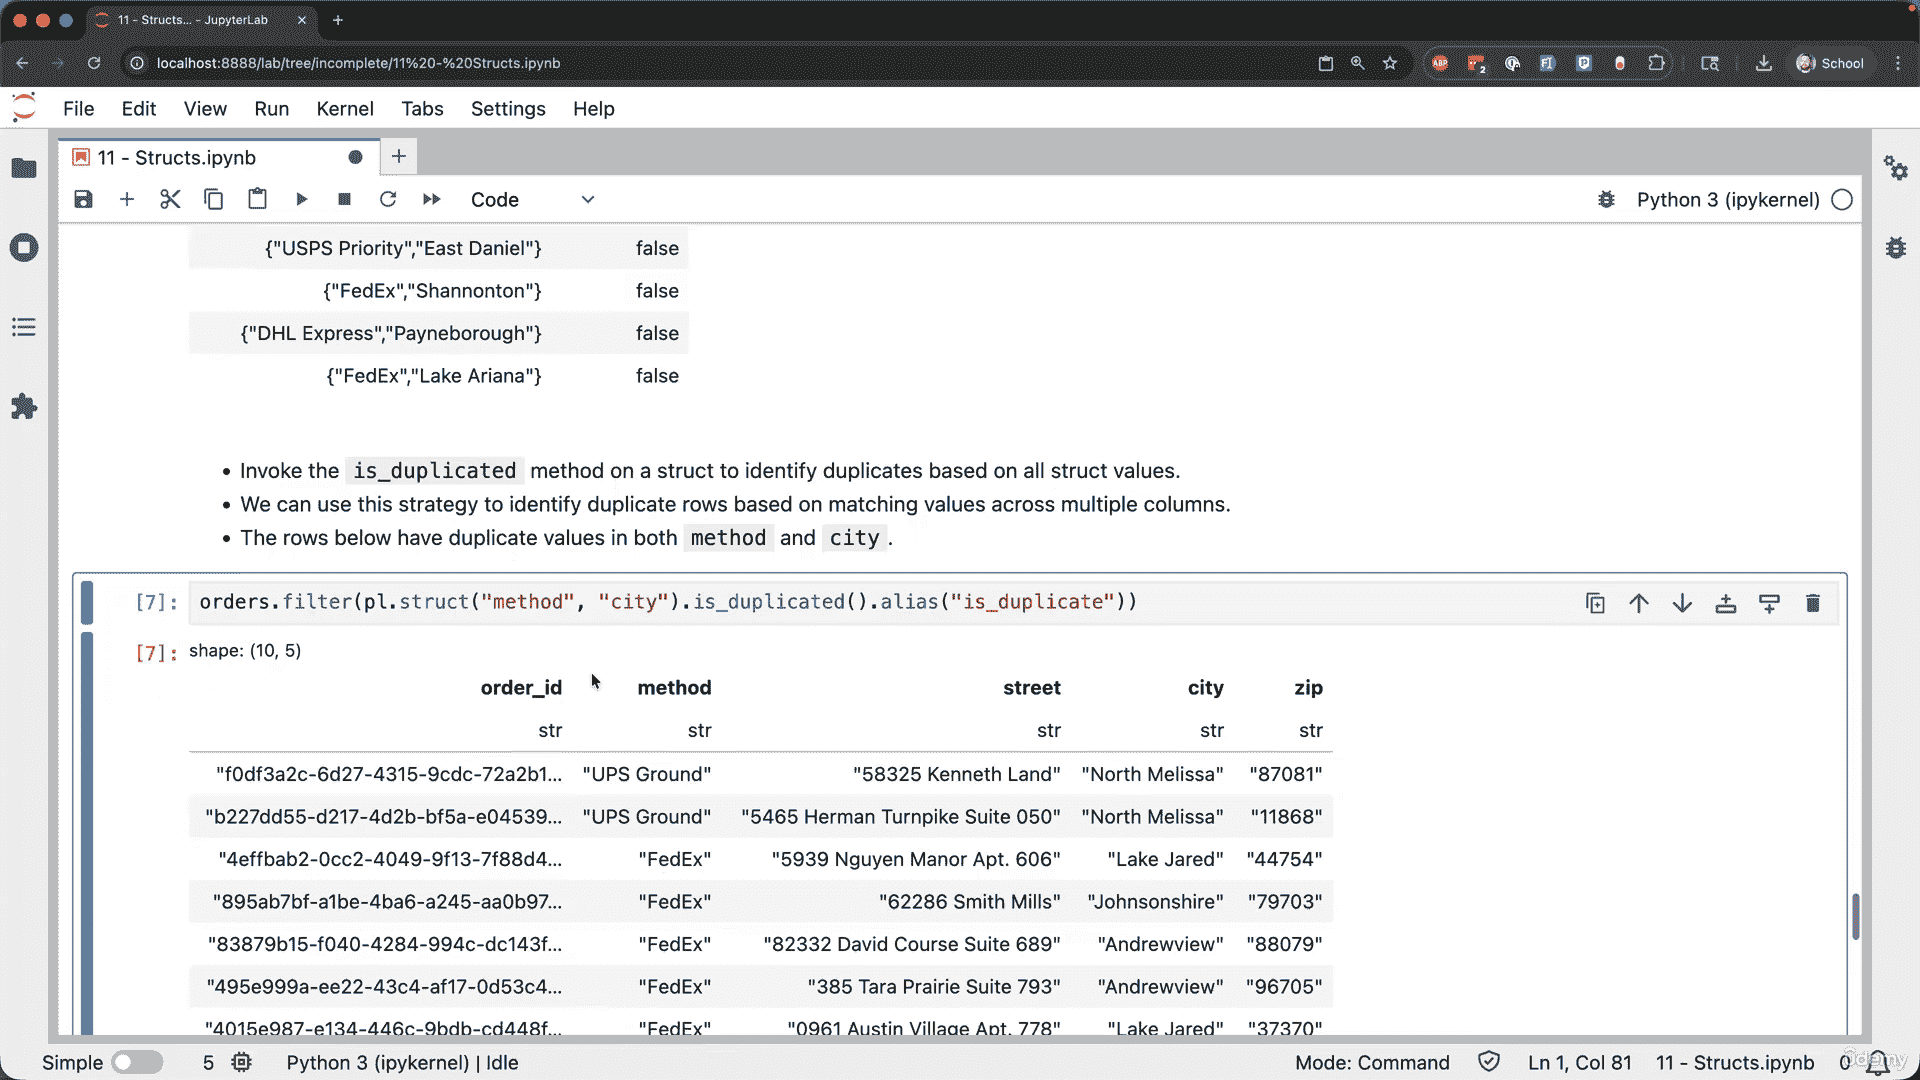 11 - Structs... - JupyterLab
localhost:8888/lab/tree/incomplete/11%20-%20Structs.ipynb
ABP
2
School
File Edit View Run Kernel Tabs Settings Help
11 - Structs.ipynb
Code
Python 3 (ipykernel)
{"USPS Priority","East Daniel"} false
{"FedEx","Shannonton"} false
{"DHL Express","Payneborough"} false
{"FedEx","Lake Ariana"} false
• Invoke the is_duplicated method on a struct to identify duplicates based on all struct values.
• We can use this strategy to identify duplicate rows based on matching values across multiple columns.
• The rows below have duplicate values in both method and city.
[7]: orders.filter(pl.struct("method", "city").is_duplicated().alias("is_duplicate"))
[7]: shape: (10, 5)
order_id method street city zip
str str str str str
"f0df3a2c-6d27-4315-9cdc-72a2b1... "UPS Ground" "58325 Kenneth Land" "North Melissa" "87081"
"b227dd55-d217-4d2b-bf5a-e04539... "UPS Ground" "5465 Herman Turnpike Suite 050" "North Melissa" "11868"
"4effbab2-0cc2-4049-9f13-7f88d4... "FedEx" "5939 Nguyen Manor Apt. 606" "Lake Jared" "44754"
"895ab7bf-a1be-4ba6-a245-aa0b97... "FedEx" "62286 Smith Mills" "Johnsonshire" "79703"
"83879b15-f040-4284-994c-dc143f... "FedEx" "82332 David Course Suite 689" "Andrewview" "88079"
"495e999a-ee22-43c4-af17-0d53c4... "FedEx" "385 Tara Prairie Suite 793" "Andrewview" "96705"
"4015e987-e134-446c-9bdb-cd448f... "FedEx" "0961 Austin Village Apt. 778" "Lake Jared" "37370"
Simple 5 Python 3 (ipykernel) | Idle Mode: Command Ln 1, Col 81 11 - Structs.ipynb 0